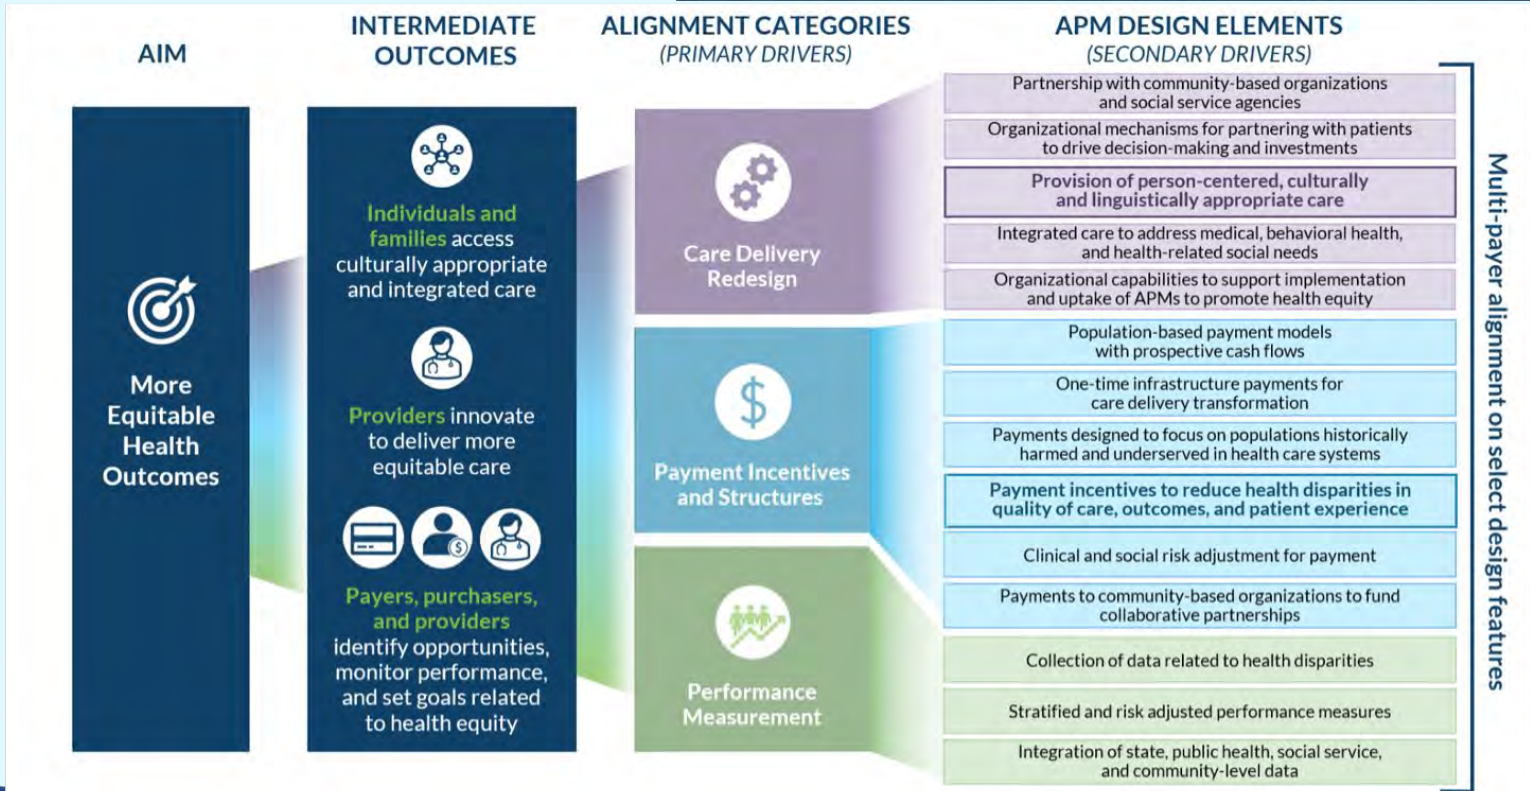 AIM
INTERMEDIATE
OUTCOMES
ALIGNMENT CATEGORIES
(PRIMARY DRIVERS)
APM DESIGN ELEMENTS
(SECONDARY DRIVERS)
More
Equitable
Health
Outcomes
Individuals and
families access
culturally appropriate
and integrated care
Providers innovate
to deliver more
equitable care
$
Payers, purchasers,
and providers
identify opportunities,
monitor performance,
and set goals related
to health equity
Care Delivery
Redesign
$
Payment Incentives
and Structures
Performance
Measurement
Partnership with community-based organizations
and social service agencies
Organizational mechanisms for partnering with patients
to drive decision-making and investments
Provision of person-centered, culturally
and linguistically appropriate care
Integrated care to address medical, behavioral health,
and health-related social needs
Organizational capabilities to support implementation
and uptake of APMs to promote health equity
Population-based payment models
with prospective cash flows
One-time infrastructure payments for
care delivery transformation
Payments designed to focus on populations historically
harmed and underserved in health care systems
Payment incentives to reduce health disparities in
quality of care, outcomes, and patient experience
Clinical and social risk adjustment for payment
Payments to community-based organizations to fund
collaborative partnerships
Collection of data related to health disparities
Stratified and risk adjusted performance measures
Integration of state, public health, social service,
and community-level data
Multi-payer alignment on select design features